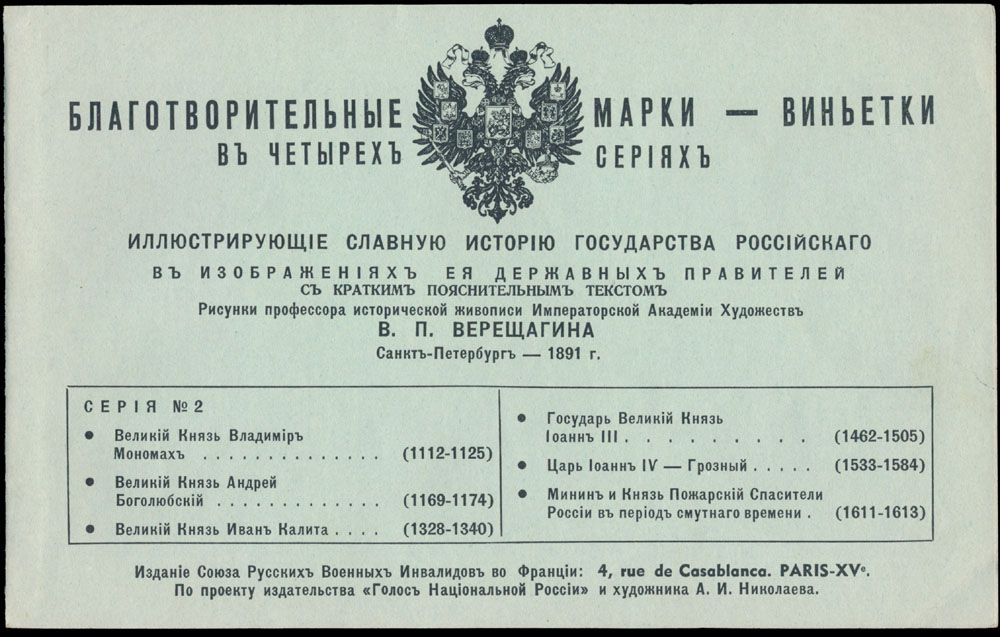 БЛАГОТВОРИТЕЛЬНЫЕ МАРКИ — ВИНЬЕТКИ
ВЪ ЧЕТЫРЕХЪ СЕРІЯХЪ
ИЛЛЮСТРИРУЮЩІЕ СЛАВНУЮ ИСТОРІЮ ГОСУДАРСТВА РОССІЙСКАГО
ВЪ ИЗОБРАЖЕНІЯХЪ ЕЯ ДЕРЖАВНЫХЪ ПРАВИТЕЛЕЙ
СЪ КРАТКИМЪ ПОЯСНИТЕЛЬНЫМЪ ТЕКСТОМЪ
Рисунки профессора исторической живописи Императорской Академіи Художествъ
В. П. ВЕРЕЩАГИНА
Санктъ-Петербургъ — 1891 г.
СЕРІЯ №2
● Великій Князь Владиміръ
Мономахъ . . . . . . . . . . . . . . (1112-1125)
● Великій Князь Андрей
Боголюбскій . . . . . . . . . . . . . (1169-1174)
● Великій Князь Иванъ Калита . . . . (1328-1340)
● Государь Великій Князь
Іоаннъ III . . . . . . . . . (1462-1505)
● Царь Іоаннъ IV — Грозный . . . . . (1533-1584)
● Мининъ и Князь Пожарскій Спасители
Россіи въ періодъ смутнаго времени . (1611-1613)
Изданіе Союза Русскихъ Военныхъ Инвалидовъ во Франціи: 4, rue de Casablanca. PARIS-XVe.
По проекту издательства «Голосъ Національной Россіи» и художника А. И. Николаева.